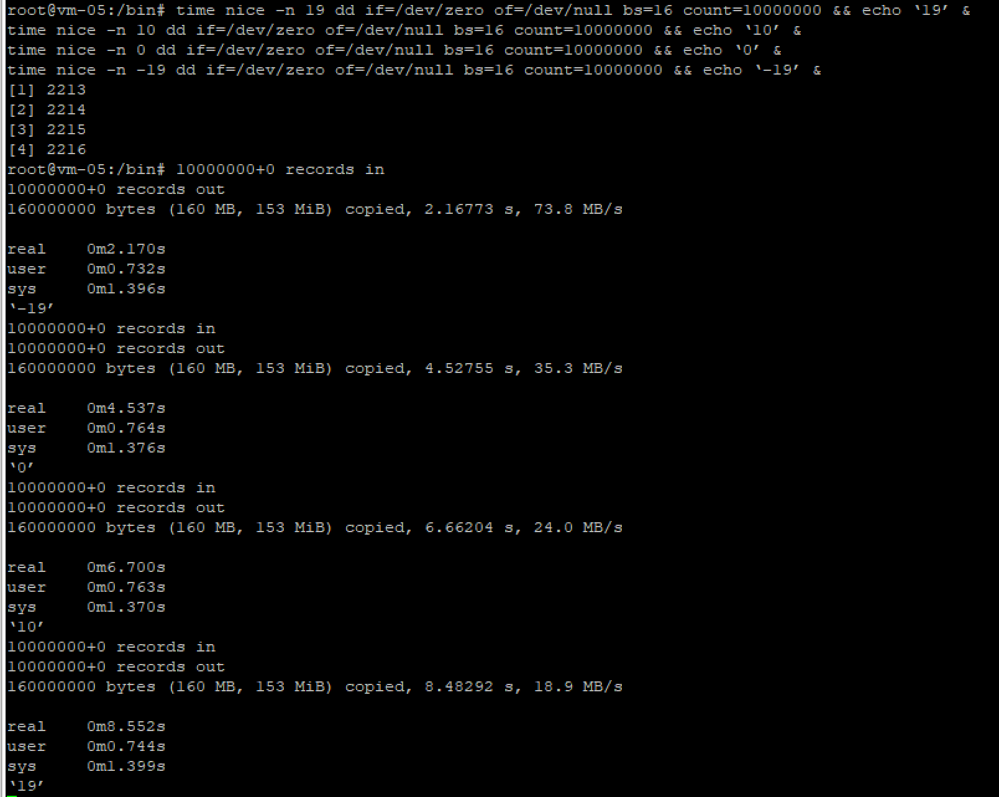 root@vm-05:/bin# time nice -n 19 dd if=/dev/zero of=/dev/null bs=16 count=10000000 && echo ‘19’ &
time nice -n 10 dd if=/dev/zero of=/dev/null bs=16 count=10000000 && echo ‘10’ &
time nice -n 0 dd if=/dev/zero of=/dev/null bs=16 count=10000000 && echo ‘0’ &
time nice -n -19 dd if=/dev/zero of=/dev/null bs=16 count=10000000 && echo ‘-19’ &
[1] 2213
[2] 2214
[3] 2215
[4] 2216
root@vm-05:/bin# 10000000+0 records in
10000000+0 records out
160000000 bytes (160 MB, 153 MiB) copied, 2.16773 s, 73.8 MB/s
real 0m2.170s
user 0m0.732s
sys 0m1.396s
‘-19’
10000000+0 records in
10000000+0 records out
160000000 bytes (160 MB, 153 MiB) copied, 4.52755 s, 35.3 MB/s
real 0m4.537s
user 0m0.764s
sys 0m1.376s
‘0’
10000000+0 records in
10000000+0 records out
160000000 bytes (160 MB, 153 MiB) copied, 6.66204 s, 24.0 MB/s
real 0m6.700s
user 0m0.763s
sys 0m1.370s
‘10’
10000000+0 records in
10000000+0 records out
160000000 bytes (160 MB, 153 MiB) copied, 8.48292 s, 18.9 MB/s
real 0m8.552s
user 0m0.744s
sys 0m1.399s
‘19’